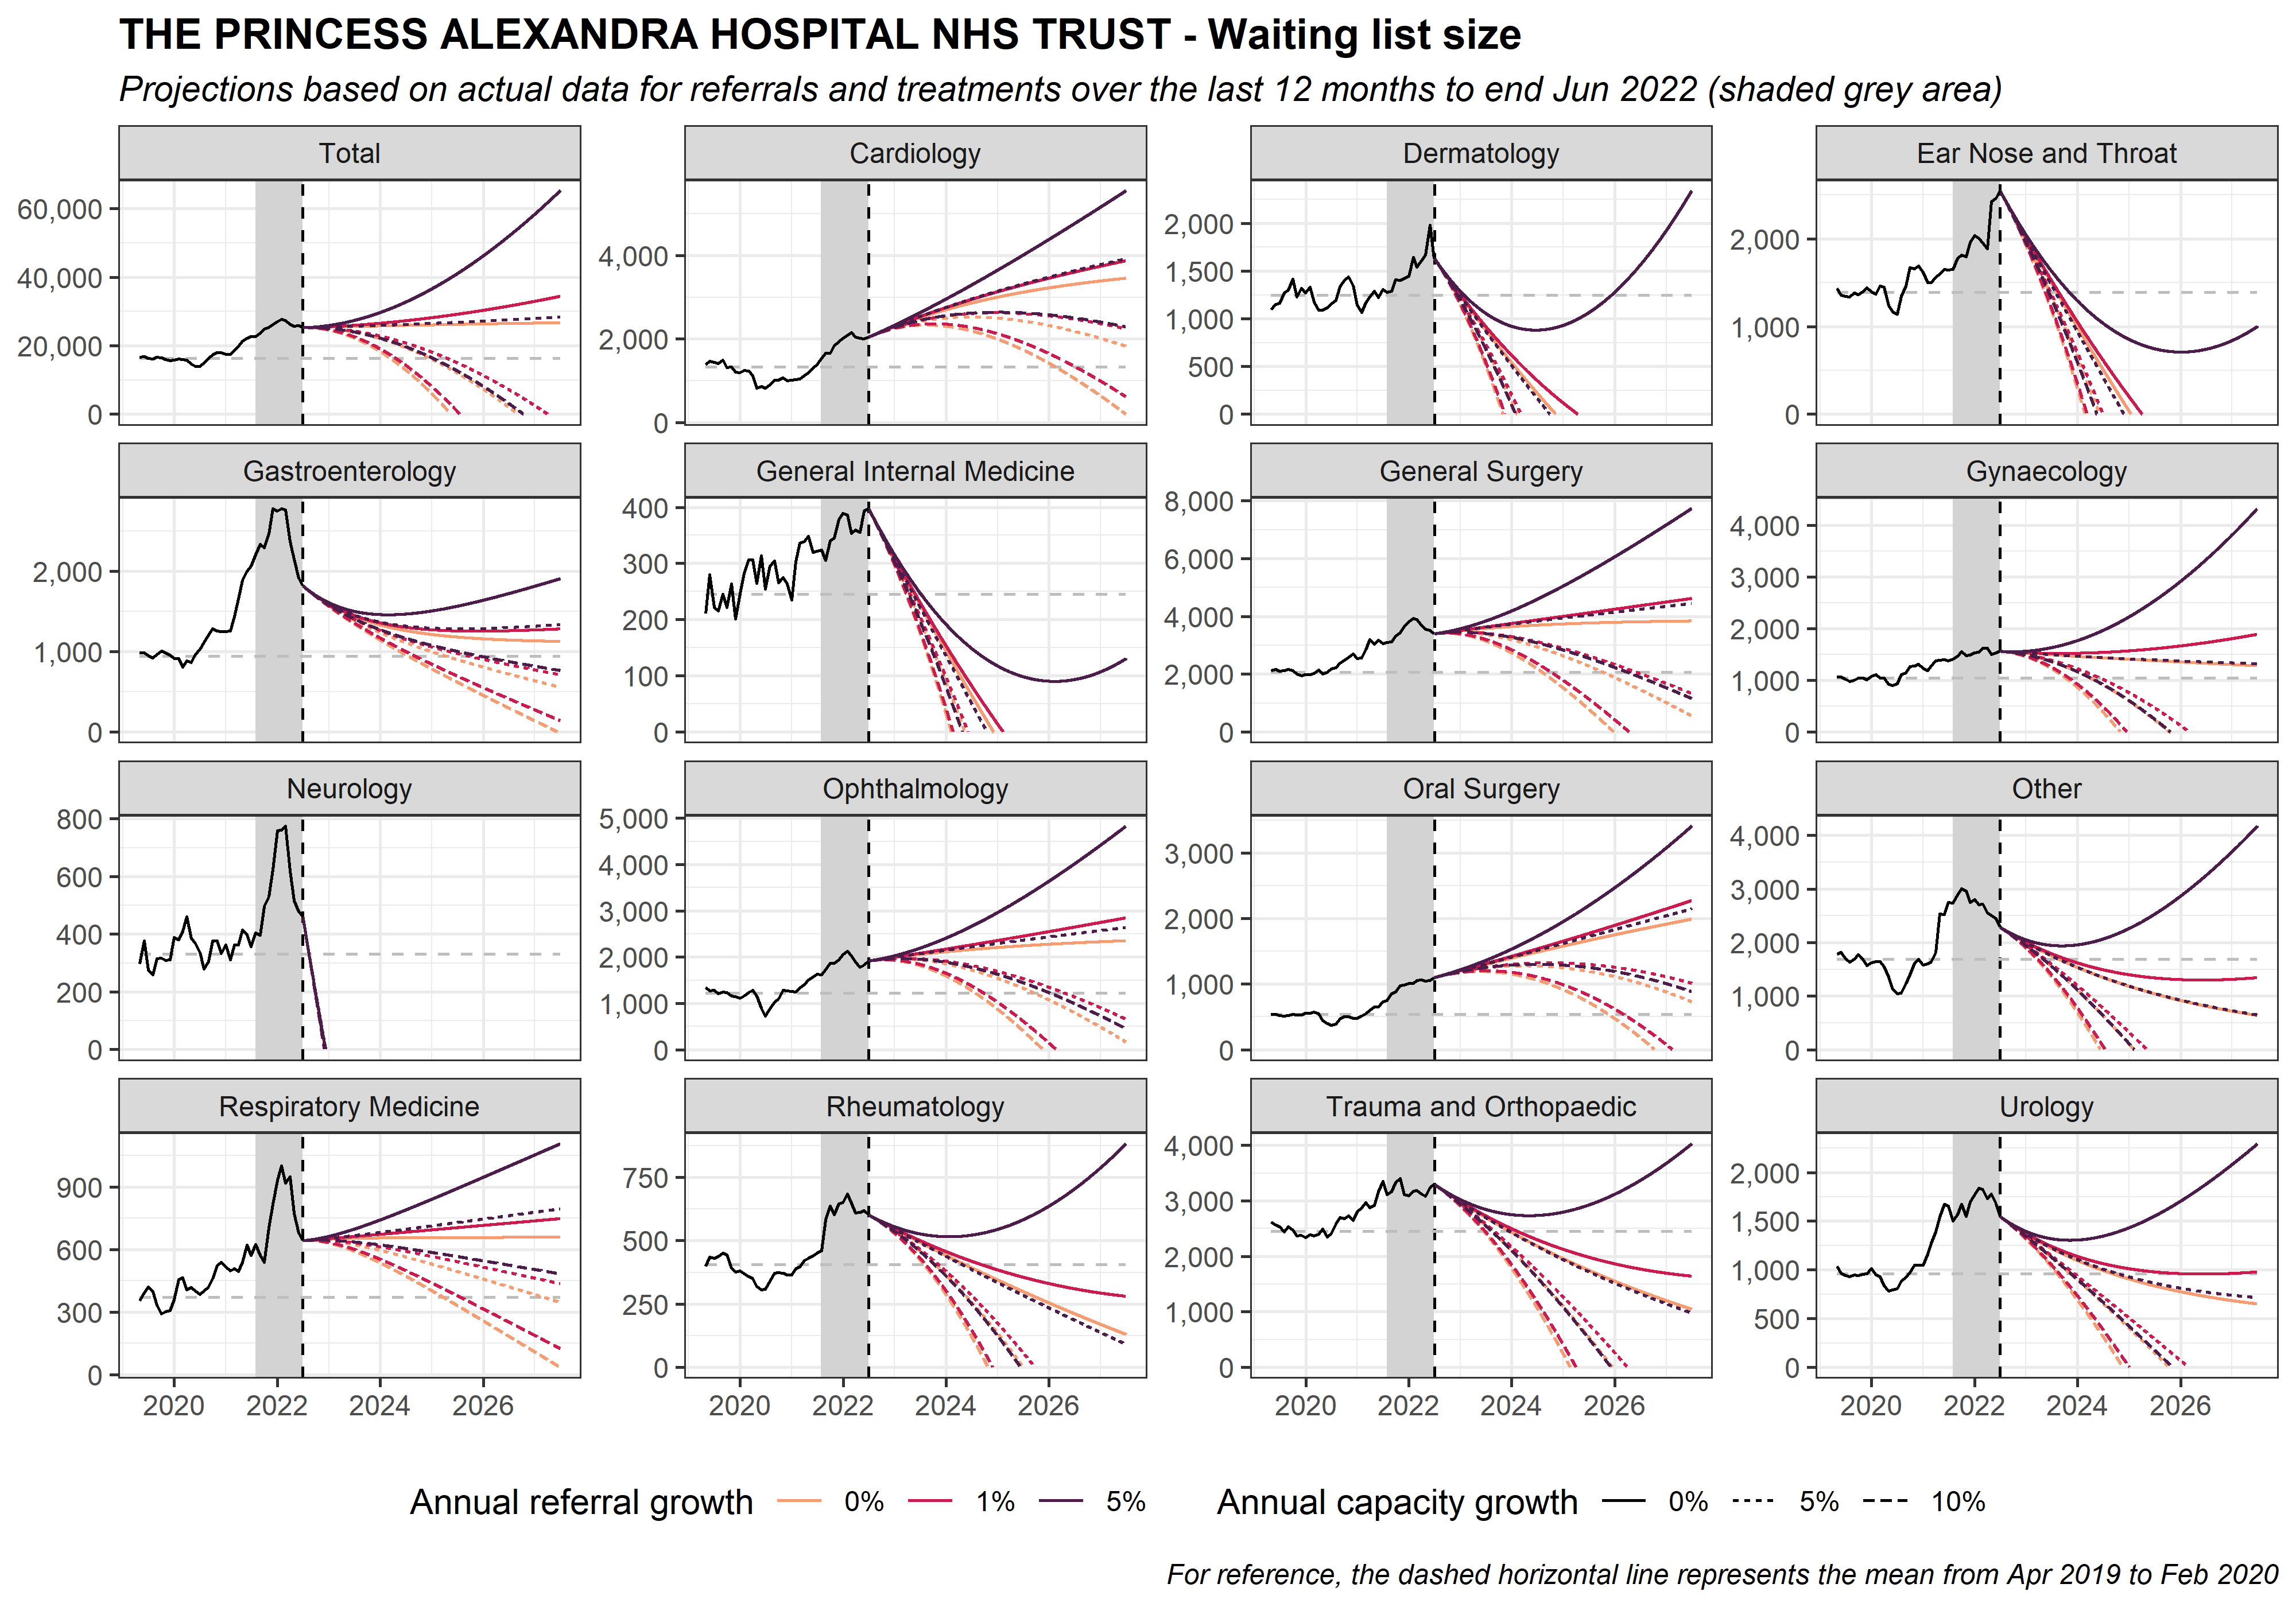 THE PRINCESS ALEXANDRA HOSPITAL NHS TRUST - Waiting list size
Projections based on actual data for referrals and treatments over the last 12 months to end Jun 2022 (shaded grey area)
Total
60,000
40,000
20,000
0
Cardiology
4,000
2,000
0
Dermatology
2,000
1,500
1,000
500
0
Ear Nose and Throat
2,000
1,000
0
Gastroenterology
2,000
1,000
0
General Internal Medicine
400
300
200
100
0
General Surgery
8,000
6,000
4,000
2,000
0
Gynaecology
4,000
3,000
2,000
1,000
0
Neurology
800
600
400
200
0
Ophthalmology
5,000
4,000
3,000
2,000
1,000
0
Oral Surgery
3,000
2,000
1,000
0
Other
4,000
3,000
2,000
1,000
0
Respiratory Medicine
900
600
300
0
2020 2022 2024 2026
Rheumatology
750
500
250
0
2020 2022 2024 2026
Trauma and Orthopaedic
4,000
3,000
2,000
1,000
0
2020 2022 2024 2026
Urology
2,000
1,500
1,000
500
0
2020 2022 2024 2026
Annual referral growth 0% 1% 5%
Annual capacity growth 0% 5% 10%
For reference, the dashed horizontal line represents the mean from Apr 2019 to Feb 2020